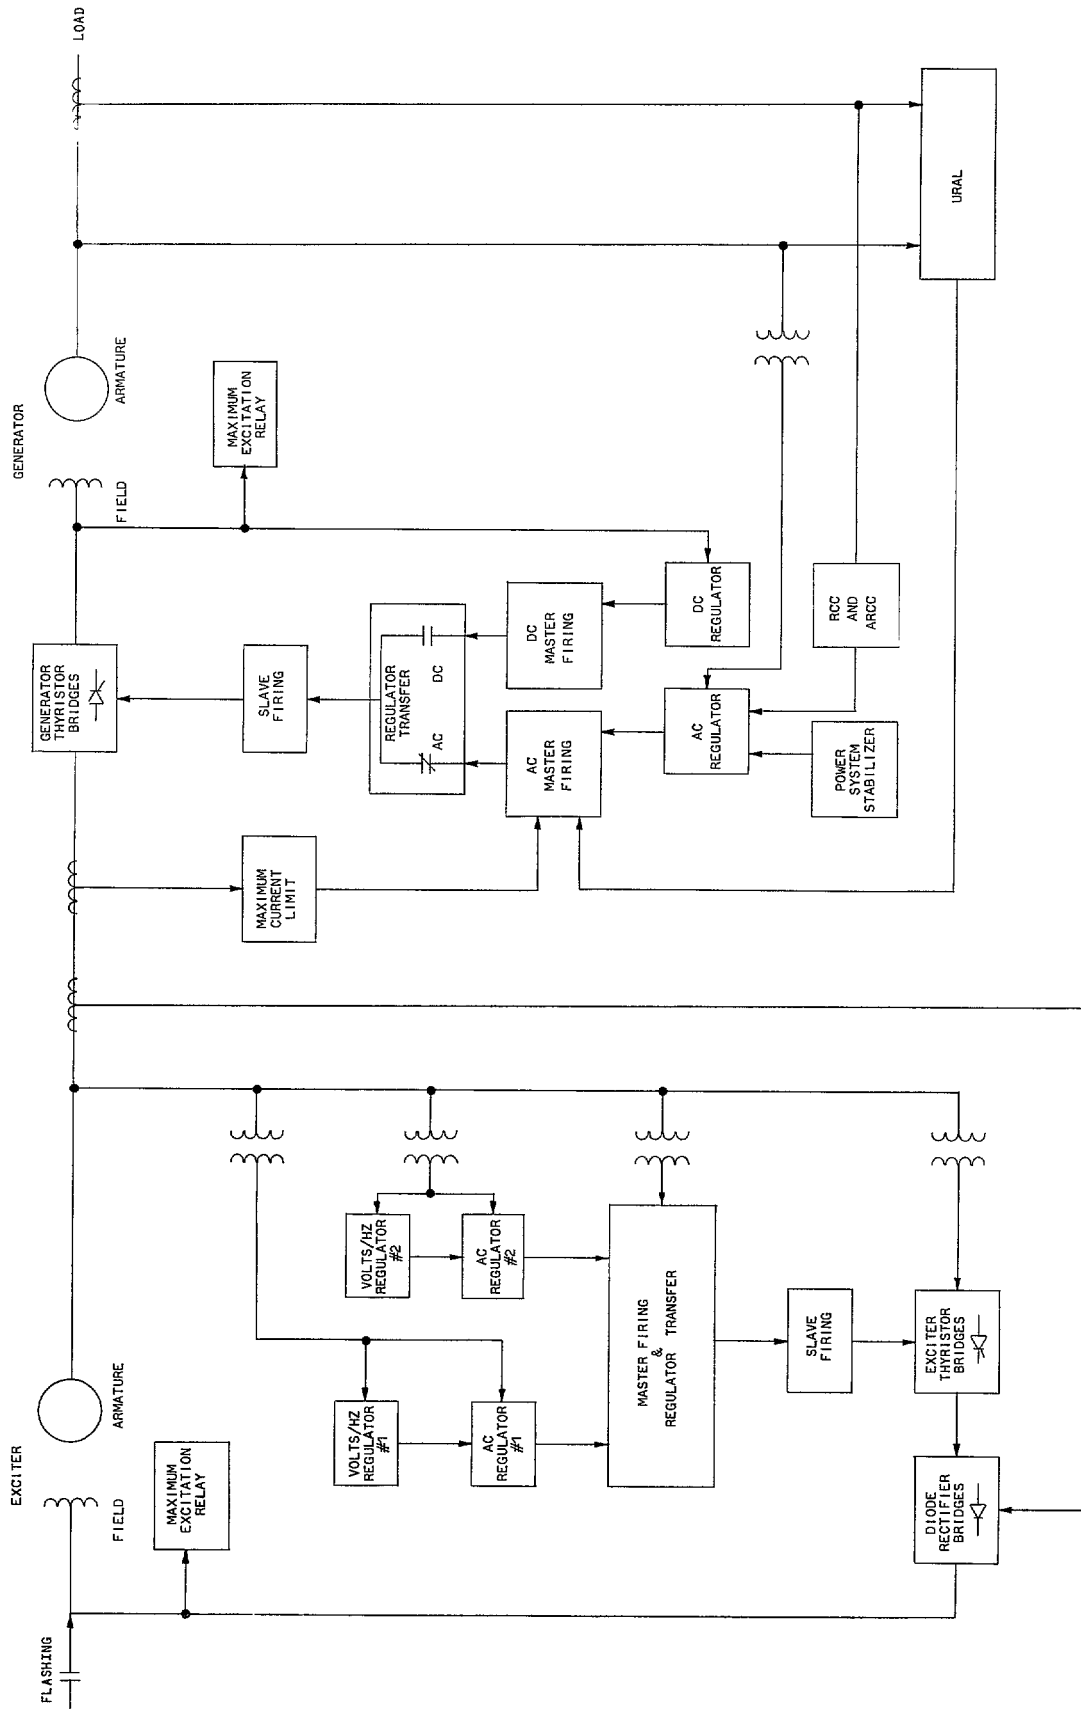 FLASHING
EXCITER
FIELD
ARMATURE
MAXIMUM
EXCITATION
RELAY
VOLTS/HZ
REGULATOR
#1
AC
REGULATOR
#1
VOLTS/HZ
REGULATOR
#2
AC
REGULATOR
#2
MASTER FIRING
&
REGULATOR TRANSFER
SLAVE
FIRING
DIODE
RECTIFIER
BRIDGES
EXCITER
THYRISTOR
BRIDGES
MAXIMUM
CURRENT
LIMIT
GENERATOR
THYRISTOR
BRIDGES
SLAVE
FIRING
REGULATOR
TRANSFER
AC
DC
AC
MASTER
FIRING
DC
MASTER
FIRING
AC
REGULATOR
DC
REGULATOR
POWER
SYSTEM
STABILIZER
RCC
AND
ARCC
GENERATOR
FIELD
ARMATURE
MAXIMUM
EXCITATION
RELAY
LOAD
URAL